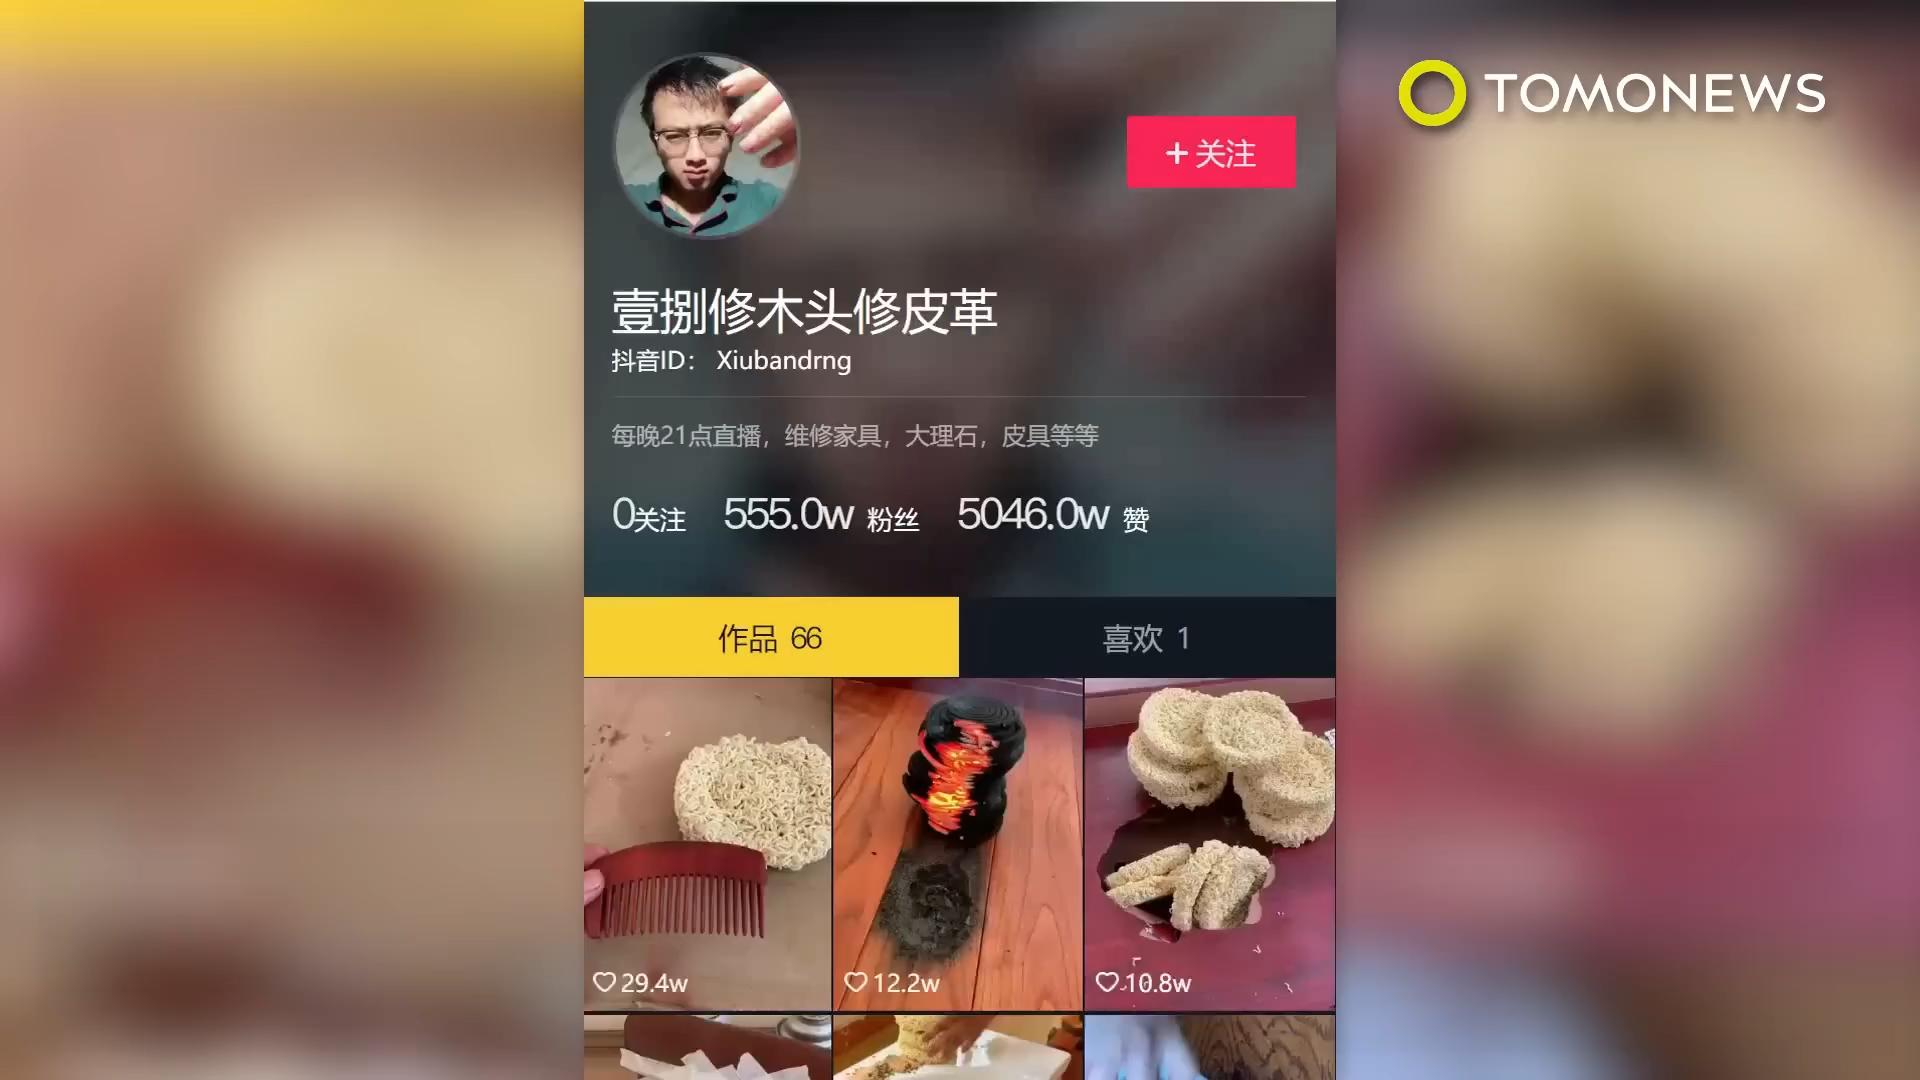 TOMONEWS
+关注
壹捌修木头修皮革
抖音ID: Xiubandrng
每晚21点直播，维修家具，大理石，皮具等等
0关注 555.0w 粉丝 5046.0w 赞
作品 66 喜欢 1
29.4w 12.2w 10.8w